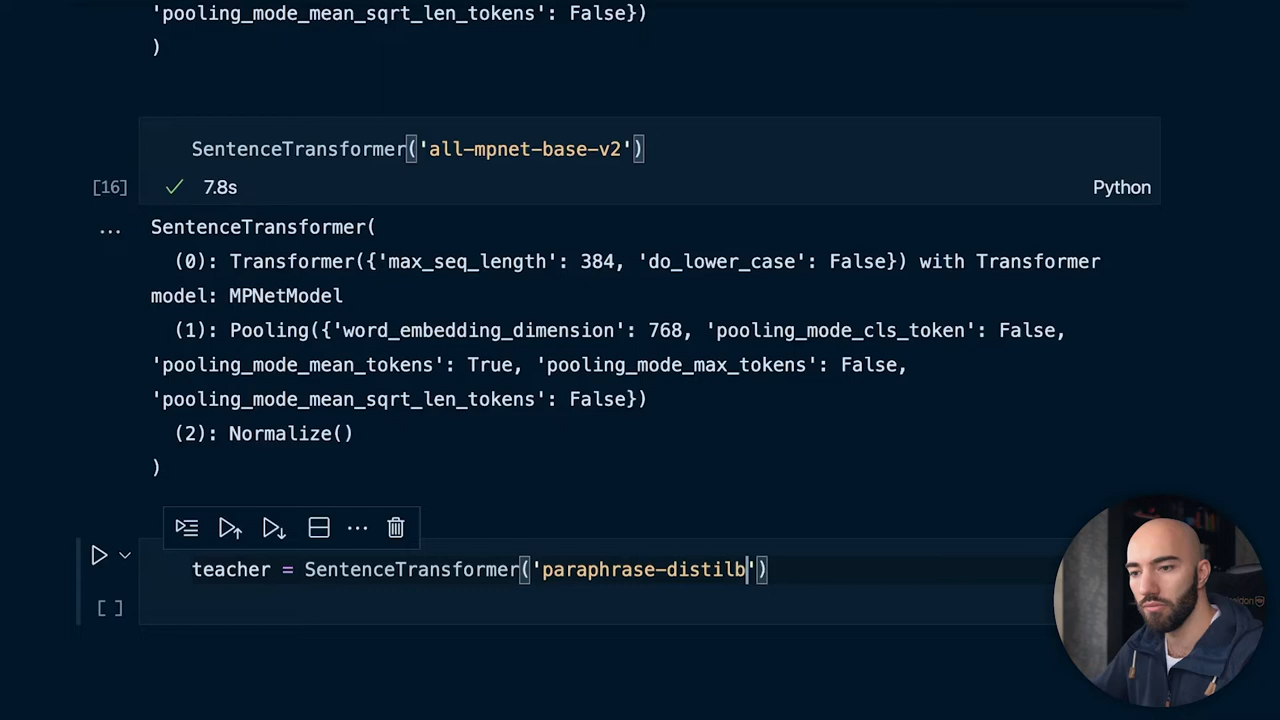 'pooling_mode_mean_sqrt_len_tokens': False})
)
SentenceTransformer('all-mpnet-base-v2')
[16] 7.8s Python
... SentenceTransformer(
(0): Transformer({'max_seq_length': 384, 'do_lower_case': False}) with Transformer
model: MPNetModel
(1): Pooling({'word_embedding_dimension': 768, 'pooling_mode_cls_token': False,
'pooling_mode_mean_tokens': True, 'pooling_mode_max_tokens': False,
'pooling_mode_mean_sqrt_len_tokens': False})
(2): Normalize()
)
teacher = SentenceTransformer('paraphrase-distilb')
[ ]